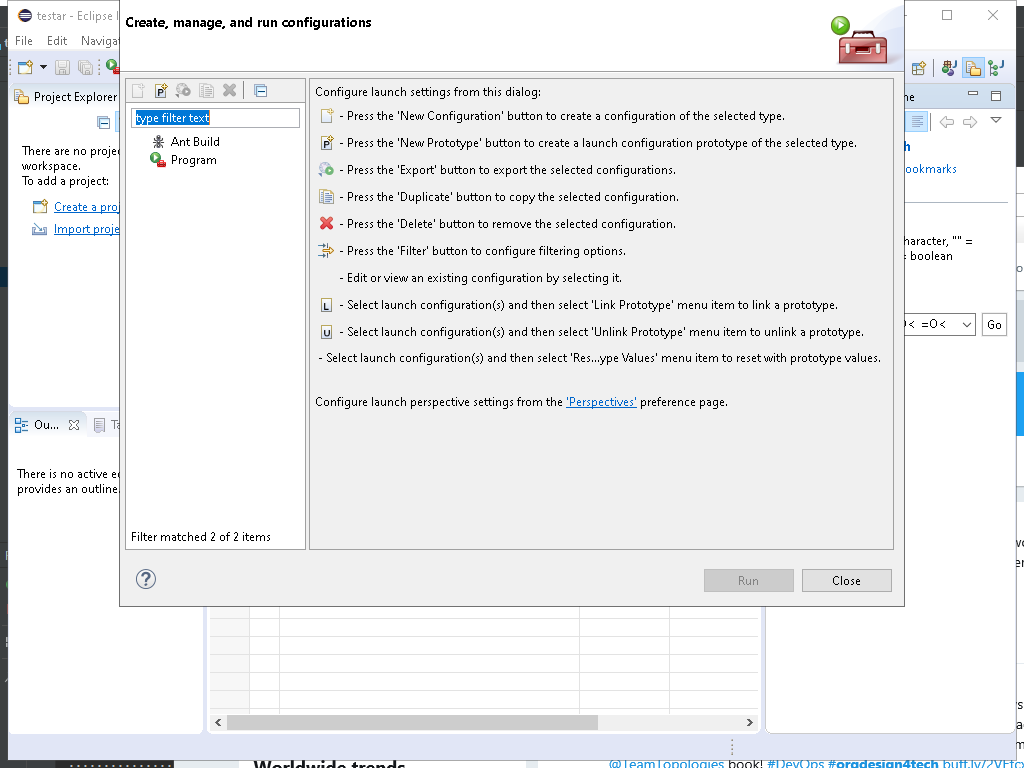 testar - Eclipse I
Create, manage, and run configurations
File Edit Navigat
Project Explorer
type filter text
Ant Build
Program
Filter matched 2 of 2 items
There are no proje
workspace.
To add a project:
Create a proj
Import proje
Ou...
Ta
There is no active ed
provides an outline.
Configure launch settings from this dialog:
- Press the 'New Configuration' button to create a configuration of the selected type.
- Press the 'New Prototype' button to create a launch configuration prototype of the selected type.
- Press the 'Export' button to export the selected configurations.
- Press the 'Duplicate' button to copy the selected configuration.
- Press the 'Delete' button to remove the selected configuration.
- Press the 'Filter' button to configure filtering options.
- Edit or view an existing configuration by selecting it.
L - Select launch configuration(s) and then select 'Link Prototype' menu item to link a prototype.
U - Select launch configuration(s) and then select 'Unlink Prototype' menu item to unlink a prototype.
- Select launch configuration(s) and then select 'Res...ype Values' menu item to reset with prototype values.
Configure launch perspective settings from the 'Perspectives' preference page.
?
Run
Close
ne
h
ookmarks
haracter, "" =
= boolean
O< =O<
Go
Worldwide trends
@TeamTopologies book! #DevOps #orgdesign4tech buff.ly/2VFfcx